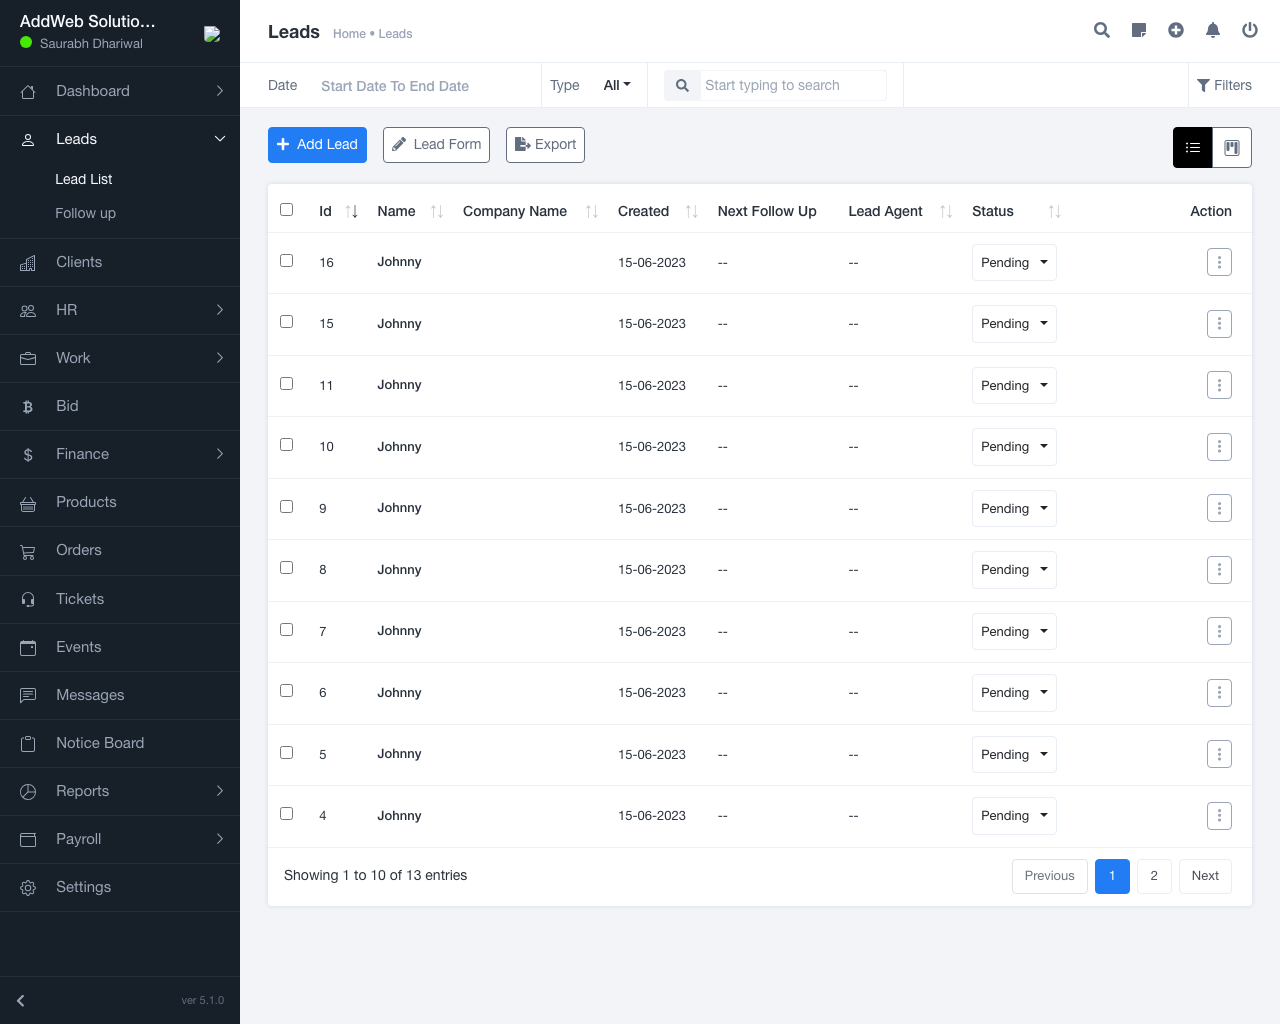 AddWeb Solutio...
Saurabh Dhariwal
Dashboard
Leads
Lead List
Follow up
Clients
HR
Work
Bid
Finance
Products
Orders
Tickets
Events
Messages
Notice Board
Reports
Payroll
Settings
ver 5.1.0
Leads Home • Leads
Date Start Date To End Date Type All Start typing to search Filters
Add Lead Lead Form Export
Id Name Company Name Created Next Follow Up Lead Agent Status Action
16 Johnny 15-06-2023 -- -- Pending
15 Johnny 15-06-2023 -- -- Pending
11 Johnny 15-06-2023 -- -- Pending
10 Johnny 15-06-2023 -- -- Pending
9 Johnny 15-06-2023 -- -- Pending
8 Johnny 15-06-2023 -- -- Pending
7 Johnny 15-06-2023 -- -- Pending
6 Johnny 15-06-2023 -- -- Pending
5 Johnny 15-06-2023 -- -- Pending
4 Johnny 15-06-2023 -- -- Pending
Showing 1 to 10 of 13 entries Previous 1 2 Next